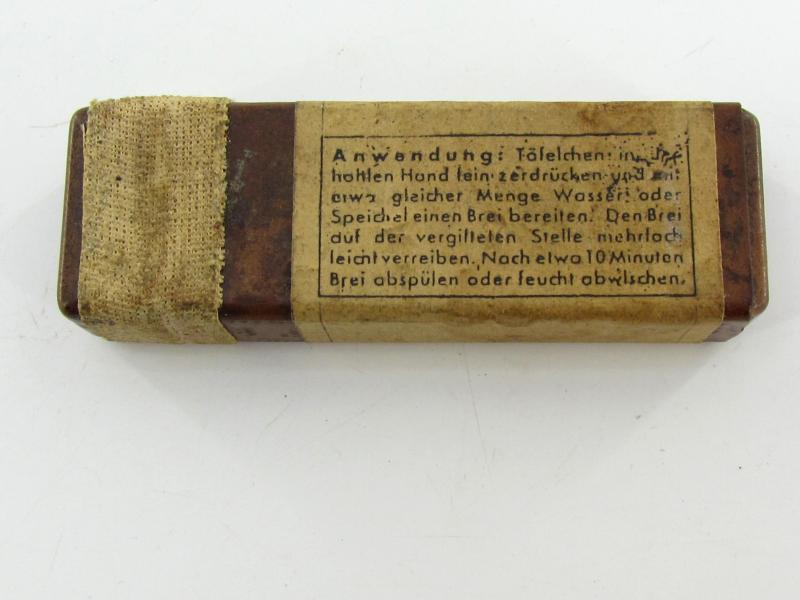 Anwendung: Täfelchen in der
hohlen Hand fein zerdrücken und mit
etwa gleicher Menge Wasser oder
Speichel einen Brei bereiten. Den Brei
auf der vergifteten Stelle mehrfach
leicht verreiben. Nach etwa 10 Minuten
Brei abspülen oder feucht abwischen.